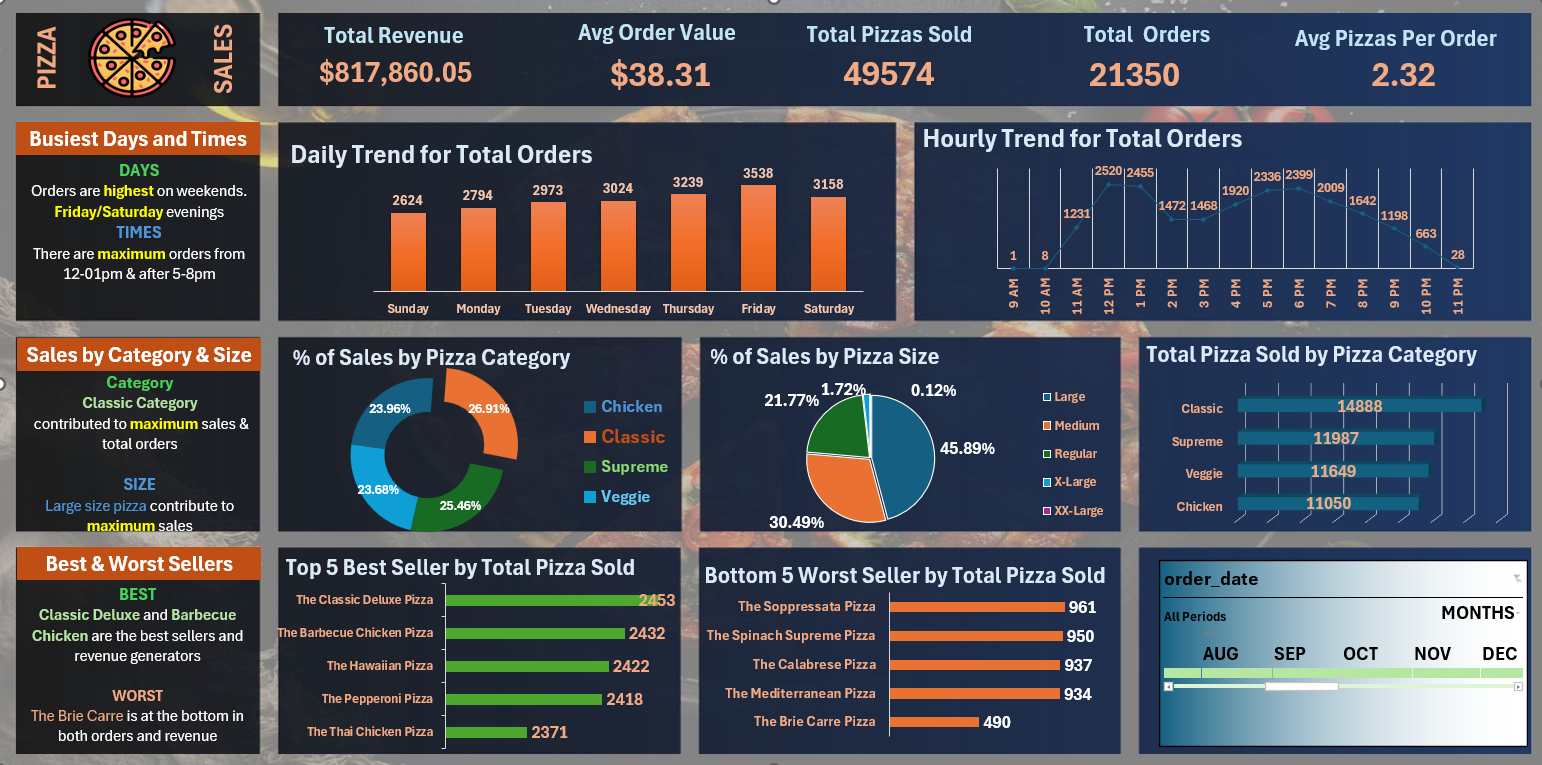 PIZZA
SALES
Total Revenue
$817,860.05
Avg Order Value
$38.31
Total Pizzas Sold
49574
Total Orders
21350
Avg Pizzas Per Order
2.32
Busiest Days and Times
DAYS
Orders are highest on weekends.
Friday/Saturday evenings
TIMES
There are maximum orders from
12-01pm & after 5-8pm
Daily Trend for Total Orders
2624
2794
2973
3024
3239
3538
3158
Sunday
Monday
Tuesday
Wednesday
Thursday
Friday
Saturday
Hourly Trend for Total Orders
1
8
1231
2520
2455
1472
1468
1920
2336
2399
2009
1642
1198
663
28
9 AM
10 AM
11 AM
12 PM
1 PM
2 PM
3 PM
4 PM
5 PM
6 PM
7 PM
8 PM
9 PM
10 PM
11 PM
Sales by Category & Size
Category
Classic Category
contributed to maximum sales &
total orders
SIZE
Large size pizza contribute to
maximum sales
% of Sales by Pizza Category
23.96%
26.91%
23.68%
25.46%
Chicken
Classic
Supreme
Veggie
% of Sales by Pizza Size
21.77%
1.72%
0.12%
45.89%
30.49%
Large
Medium
Regular
X-Large
XX-Large
Total Pizza Sold by Pizza Category
Classic 14888
Supreme 11987
Veggie 11649
Chicken 11050
Best & Worst Sellers
BEST
Classic Deluxe and Barbecue
Chicken are the best sellers and
revenue generators
WORST
The Brie Carre is at the bottom in
both orders and revenue
Top 5 Best Seller by Total Pizza Sold
The Classic Deluxe Pizza 2453
The Barbecue Chicken Pizza 2432
The Hawaiian Pizza 2422
The Pepperoni Pizza 2418
The Thai Chicken Pizza 2371
Bottom 5 Worst Seller by Total Pizza Sold
The Soppressata Pizza 961
The Spinach Supreme Pizza 950
The Calabrese Pizza 937
The Mediterranean Pizza 934
The Brie Carre Pizza 490
order_date
All Periods
MONTHS
AUG SEP OCT NOV DEC